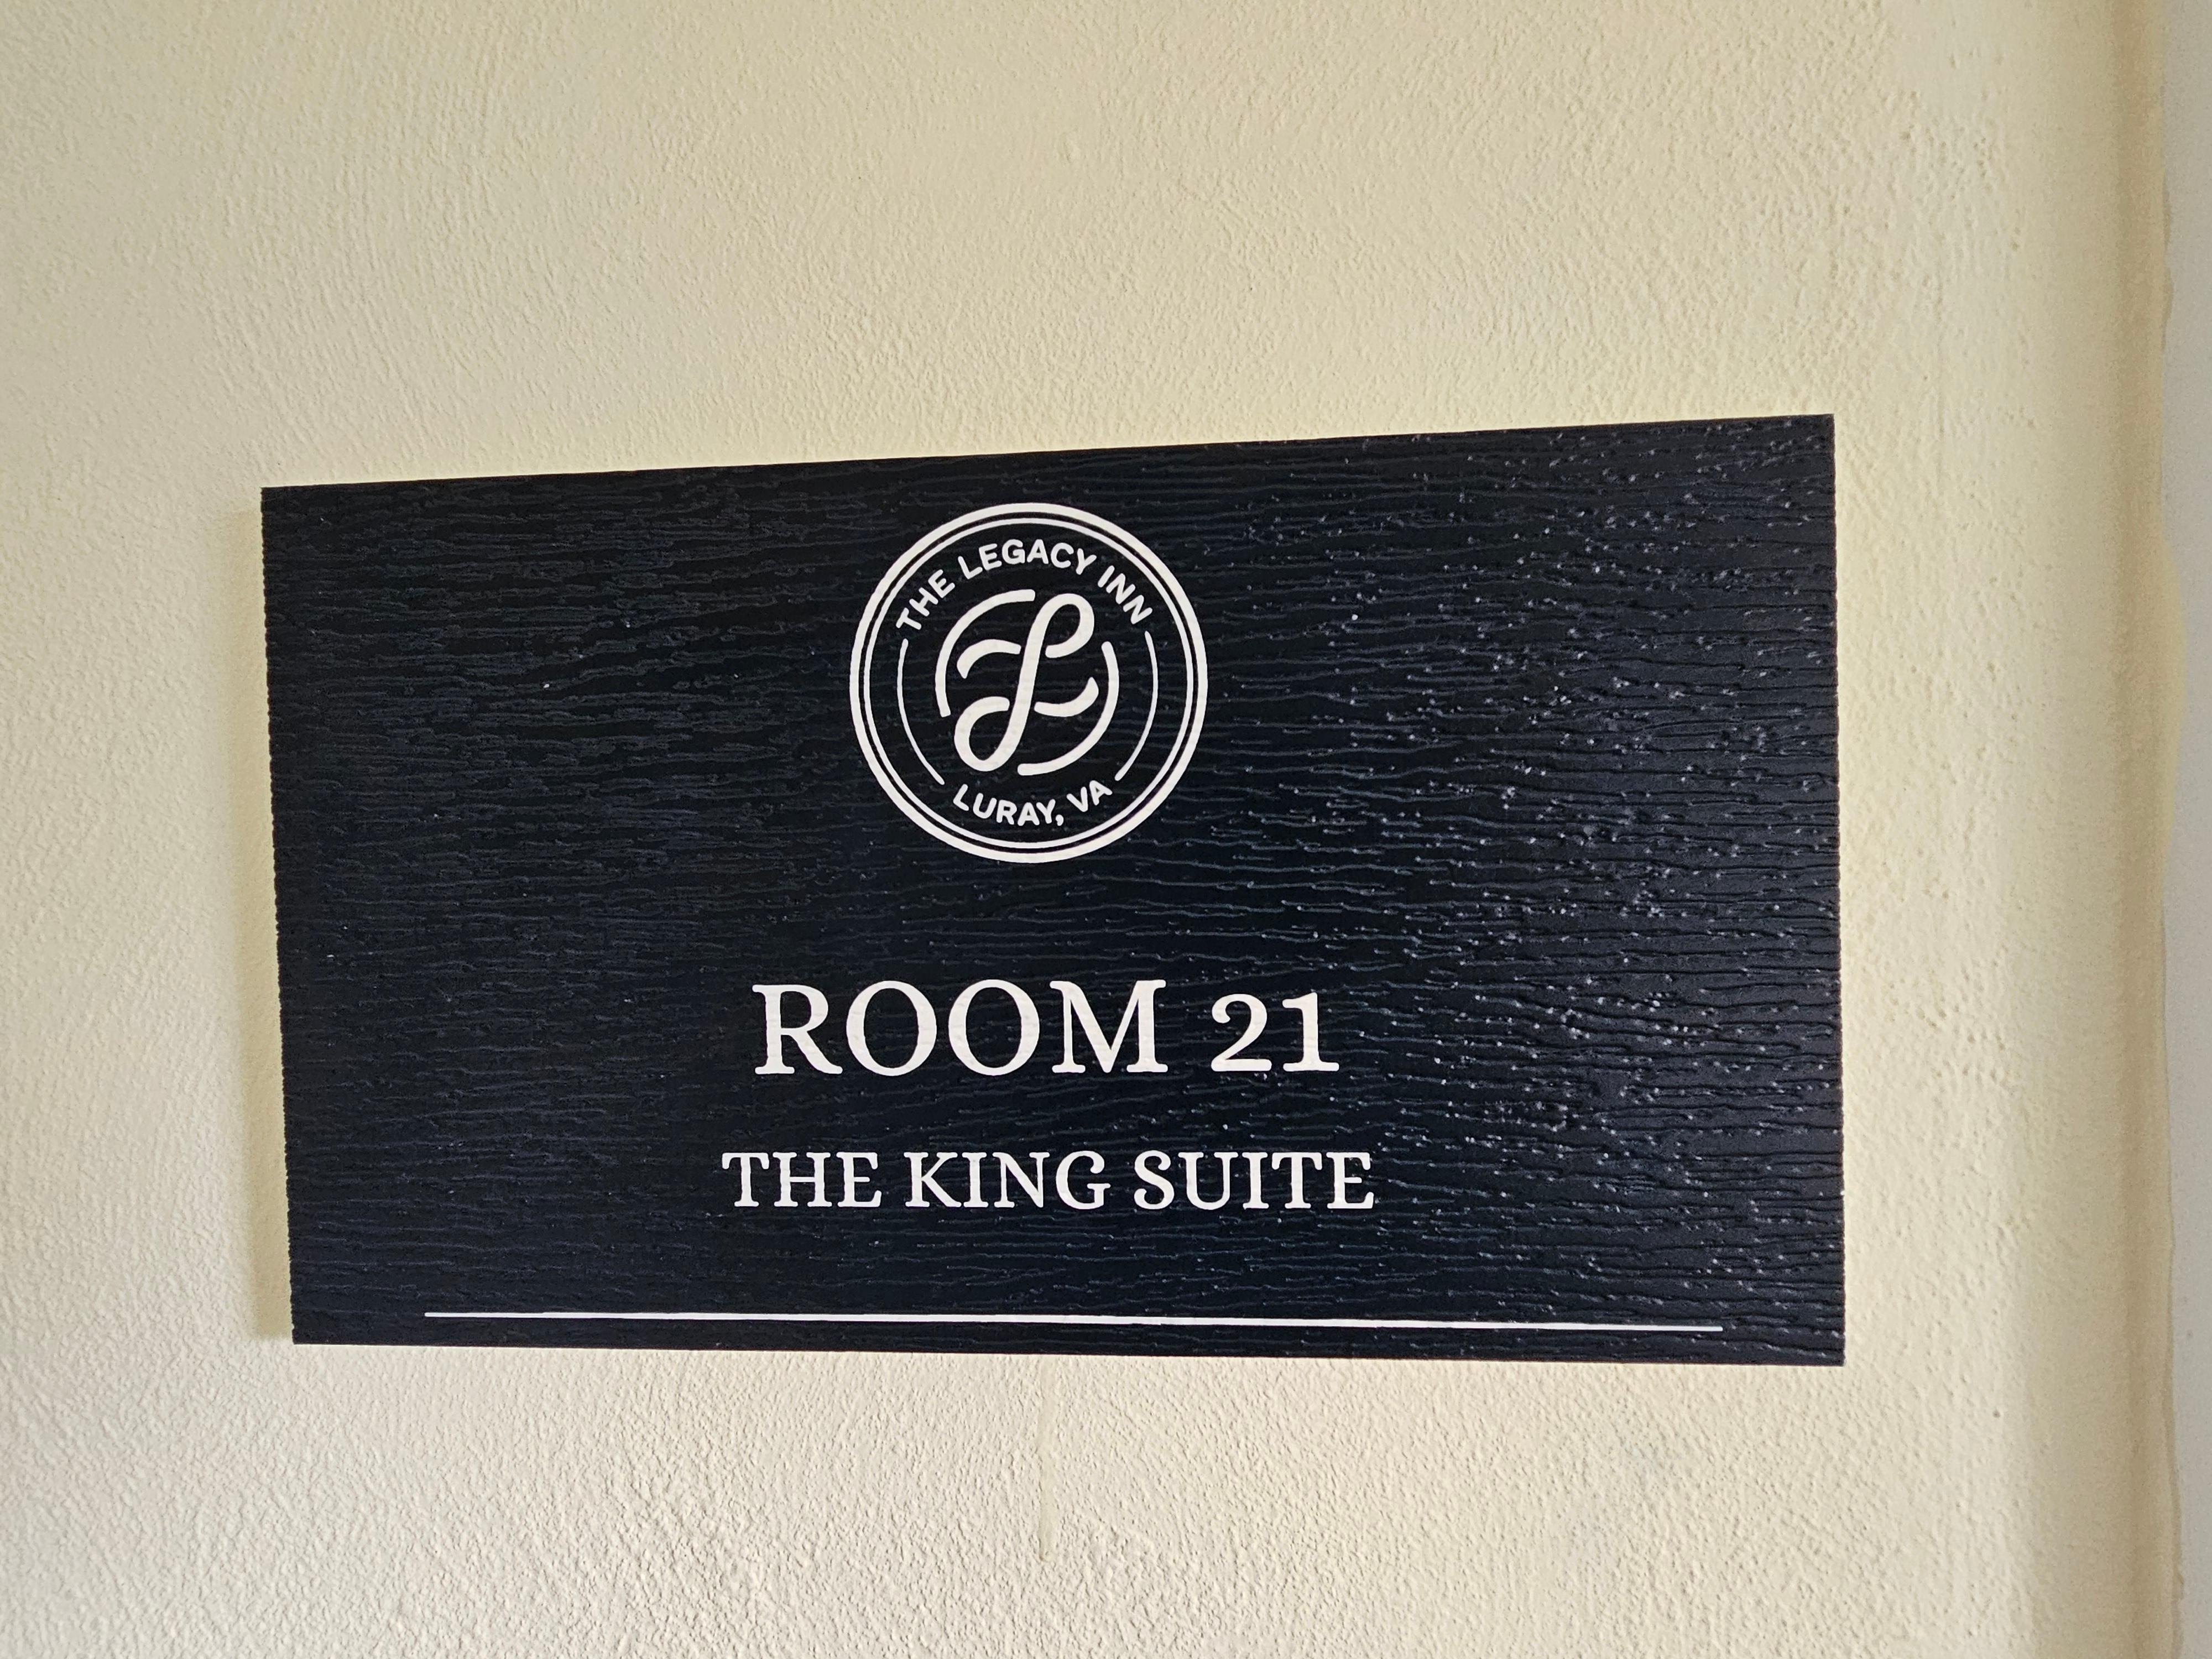 THE LEGACY INN
LURAY, VA
ROOM 21
THE KING SUITE